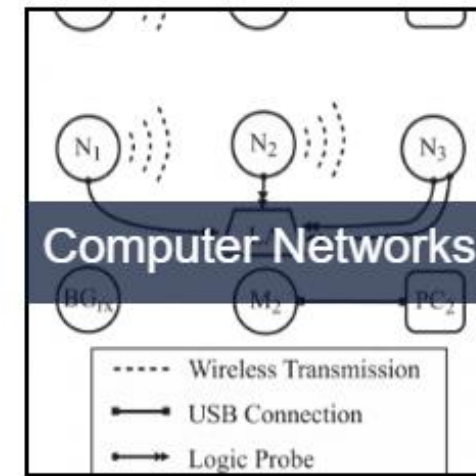 N1 N2 N3
Computer Networks
BGTX M2 PC2
Wireless Transmission
USB Connection
Logic Probe